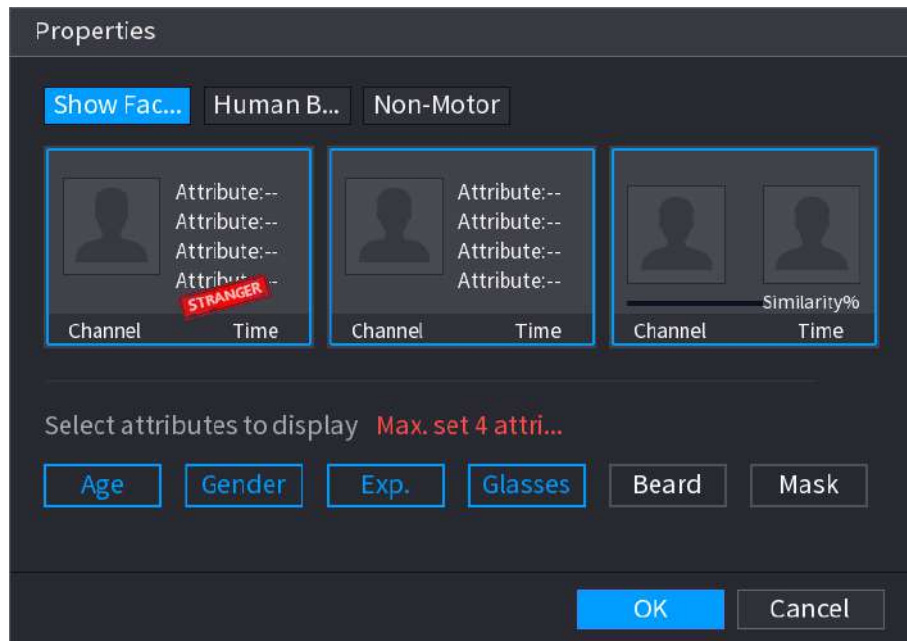 Properties
Show Fac... Human B... Non-Motor
Attribute:--
Attribute:--
Attribute:--
Attribute:--
STRANGER
Channel Time
Attribute:--
Attribute:--
Attribute:--
Attribute:--
Channel Time
Similarity%
Channel Time
Select attributes to display Max. set 4 attri...
Age Gender Exp. Glasses Beard Mask
OK Cancel